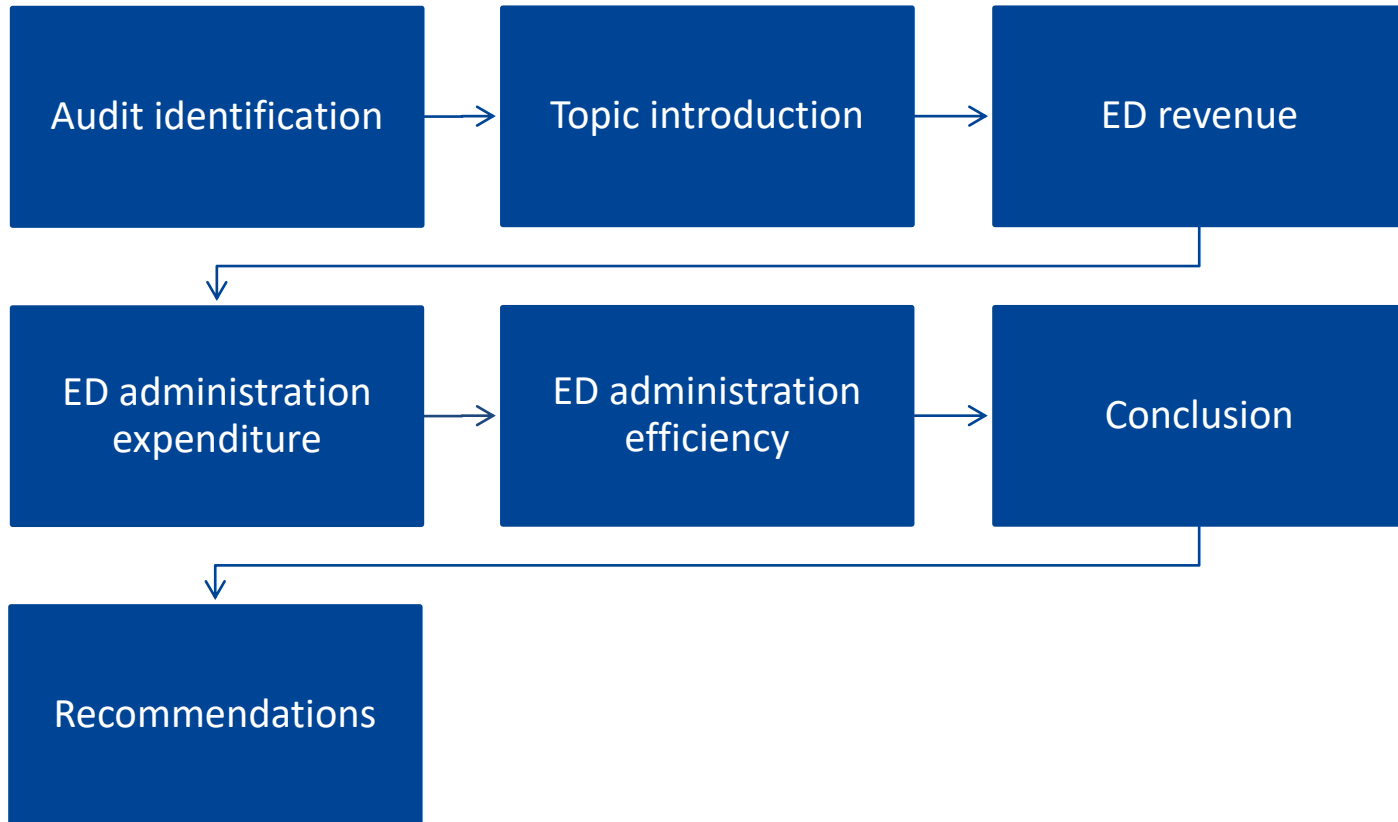 Audit identification
Topic introduction
ED revenue
ED administration
expenditure
ED administration
efficiency
Conclusion
Recommendations